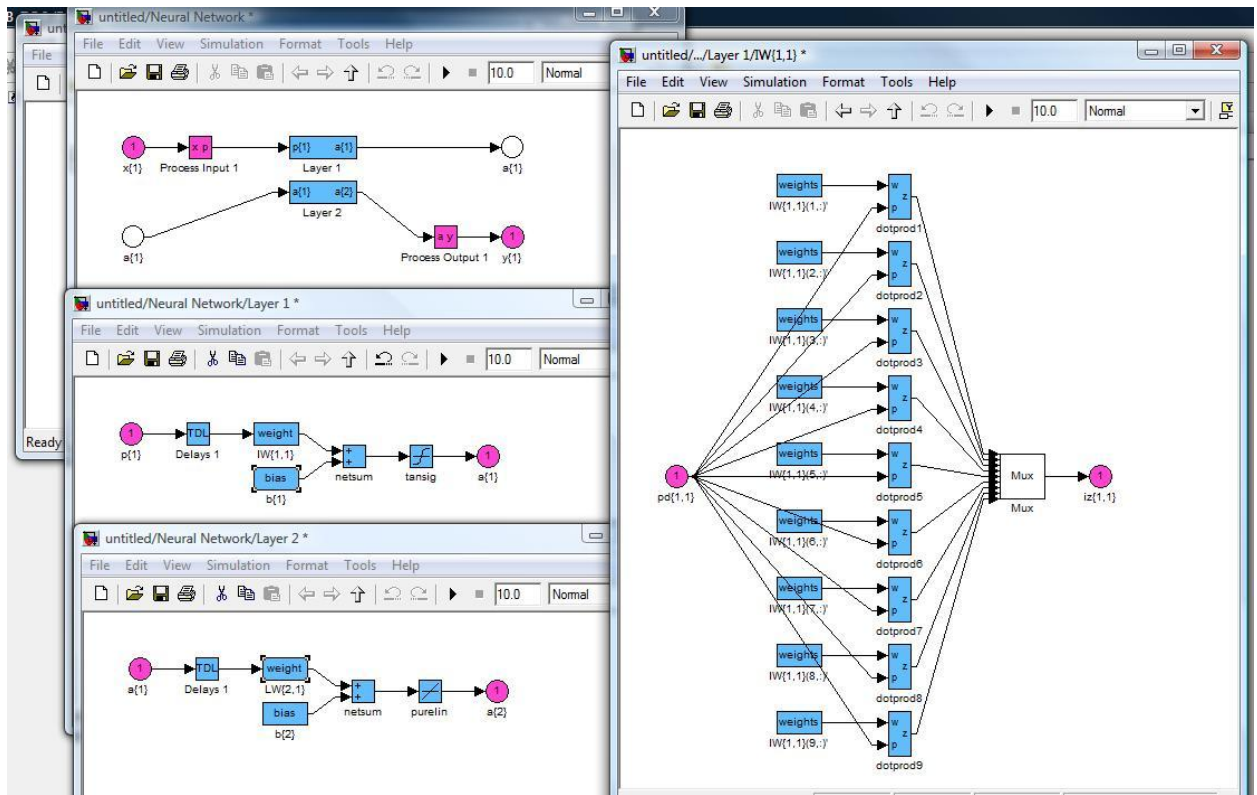 untitled/Neural Network *
File Edit View Simulation Format Tools Help
10.0 Normal
1 x p p{1} a{1}
x{1} Process Input 1 Layer 1 a{1}
a{1} a{2}
Layer 2
a y 1
a{1} Process Output 1 y{1}
unt
File
Ready
untitled/Neural Network/Layer 1 *
File Edit View Simulation Format Tools Help
10.0 Normal
1 TDL weight + + 1
p{1} Delays 1 IW{1,1} netsum tansig a{1}
bias
b{1}
untitled/Neural Network/Layer 2 *
File Edit View Simulation Format Tools Help
10.0 Normal
1 TDL weight + + 1
a{1} Delays 1 LW{2,1} netsum purelin a{2}
bias
b{2}
untitled/.../Layer 1/IW{1,1} *
File Edit View Simulation Format Tools Help
10.0 Normal
weights w z p
IW{1,1}(1,:)' dotprod1
weights w z p
IW{1,1}(2,:)' dotprod2
weights w z p
IW{1,1}(3,:)' dotprod3
weights w z p
IW{1,1}(4,:)' dotprod4
weights w z p
IW{1,1}(5,:)' dotprod5
1 Mux 1
pd{1,1} Mux iz{1,1}
weights w z p
IW{1,1}(6,:)' dotprod6
weights w z p
IW{1,1}(7,:)' dotprod7
weights w z p
IW{1,1}(8,:)' dotprod8
weights w z p
IW{1,1}(9,:)' dotprod9